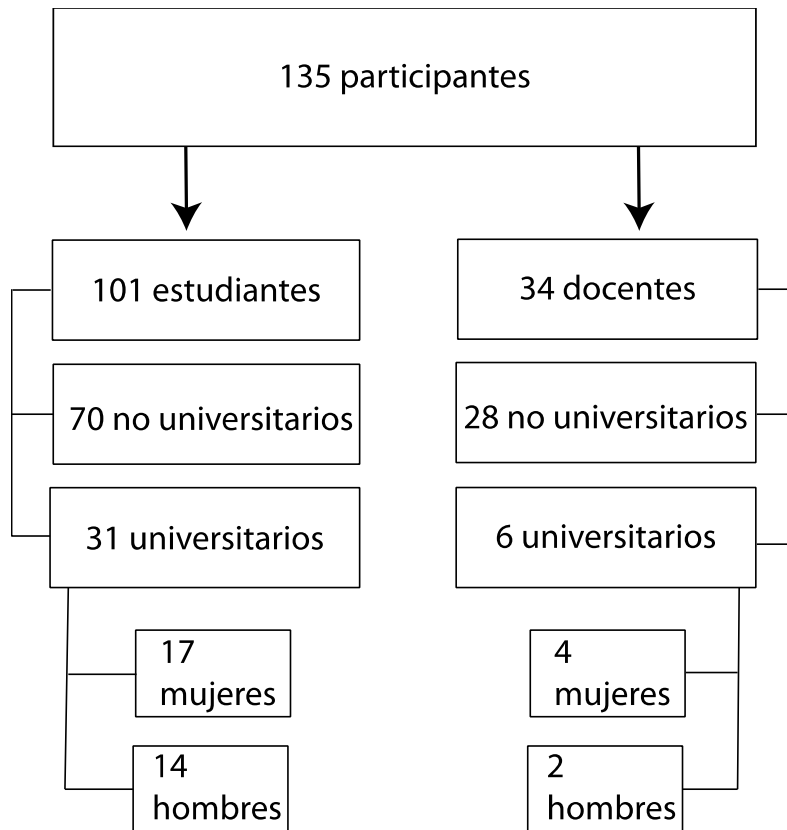 135 participantes
101 estudiantes
34 docentes
70 no universitarios
28 no universitarios
31 universitarios
6 universitarios
17
mujeres
4
mujeres
14
hombres
2
hombres